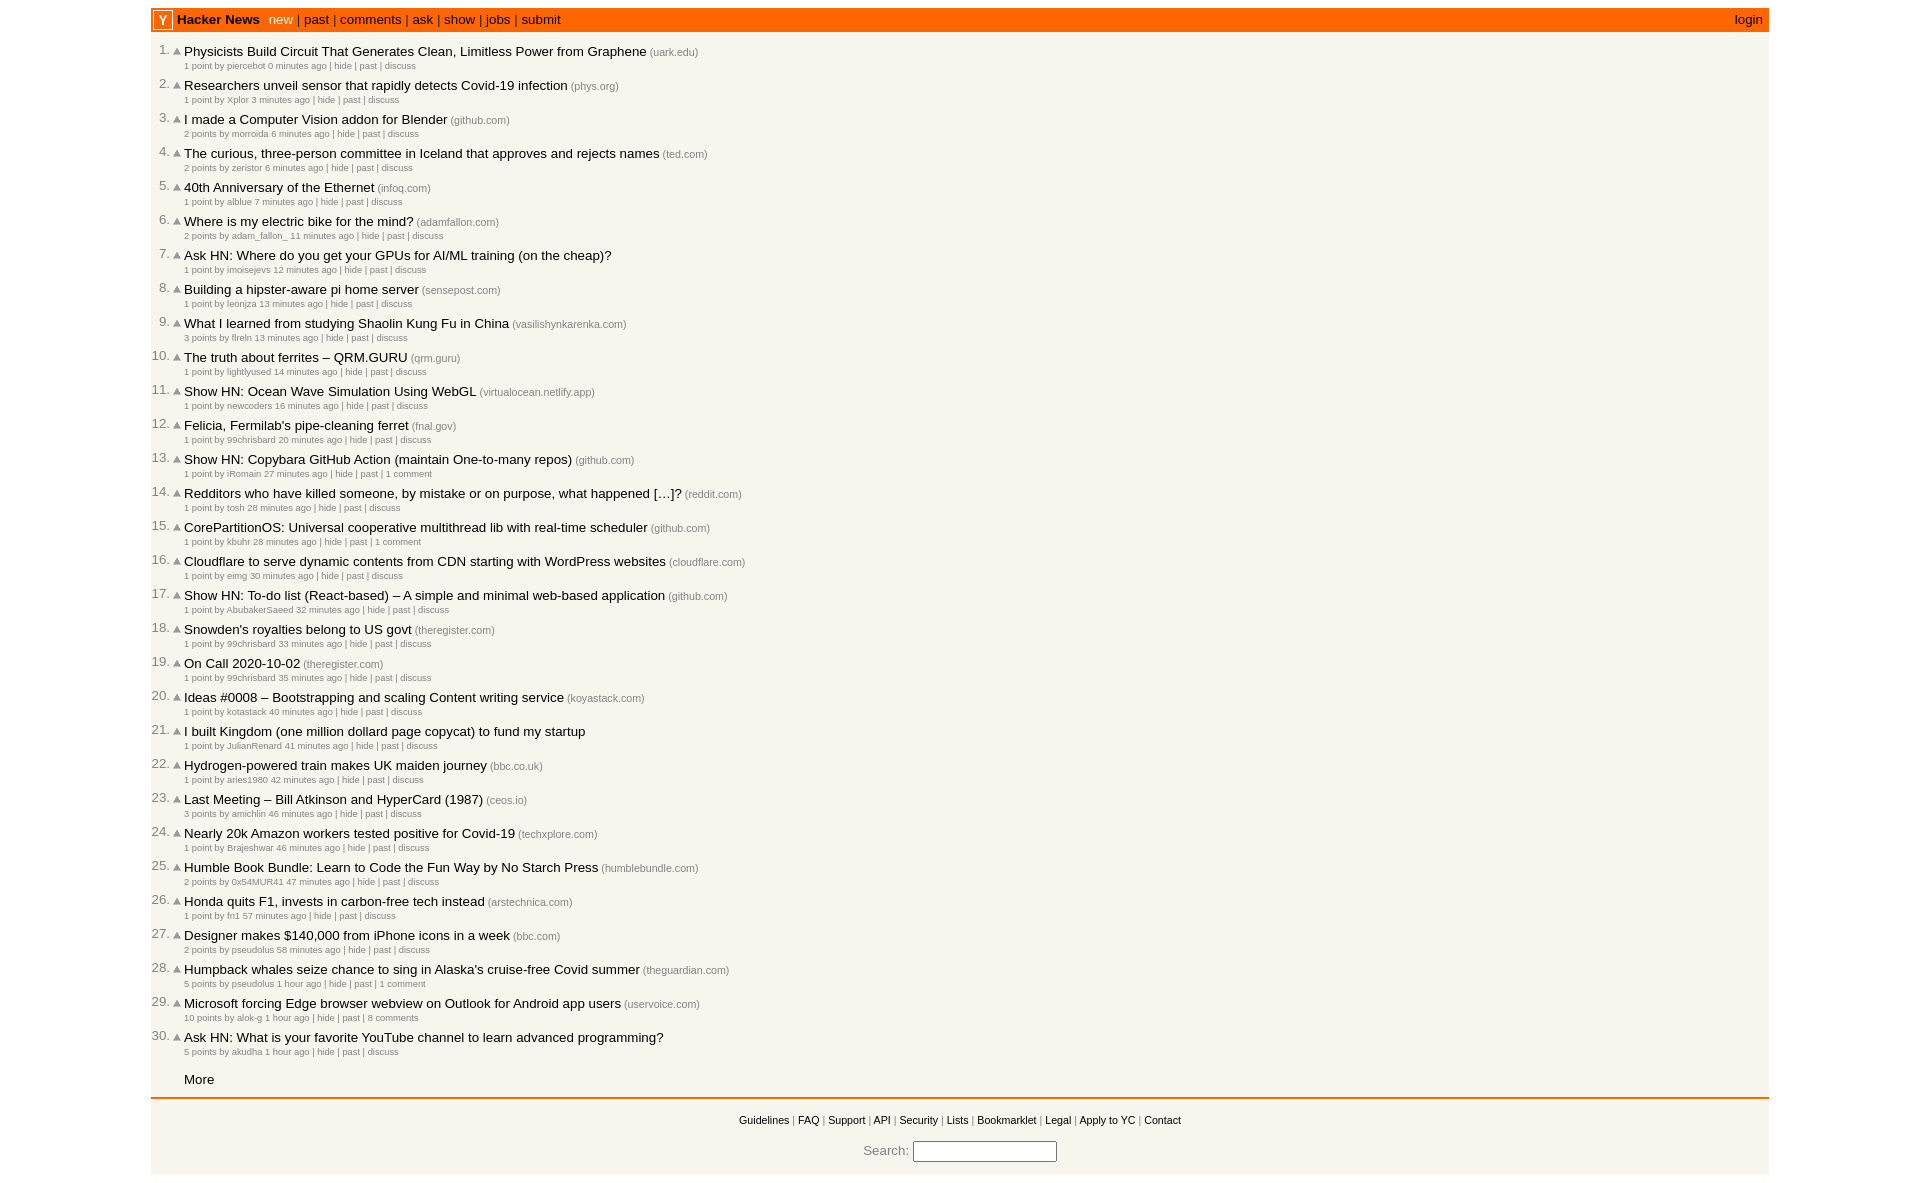 Y Hacker News new | past | comments | ask | show | jobs | submit login
1. Physicists Build Circuit That Generates Clean, Limitless Power from Graphene (uark.edu)
1 point by piercebot 0 minutes ago | hide | past | discuss
2. Researchers unveil sensor that rapidly detects Covid-19 infection (phys.org)
1 point by Xplor 3 minutes ago | hide | past | discuss
3. I made a Computer Vision addon for Blender (github.com)
2 points by morroida 6 minutes ago | hide | past | discuss
4. The curious, three-person committee in Iceland that approves and rejects names (ted.com)
2 points by zeristor 6 minutes ago | hide | past | discuss
5. 40th Anniversary of the Ethernet (infoq.com)
1 point by alblue 7 minutes ago | hide | past | discuss
6. Where is my electric bike for the mind? (adamfallon.com)
2 points by adam_fallon_ 11 minutes ago | hide | past | discuss
7. Ask HN: Where do you get your GPUs for AI/ML training (on the cheap)?
1 point by imoisejevs 12 minutes ago | hide | past | discuss
8. Building a hipster-aware pi home server (sensepost.com)
1 point by leonjza 13 minutes ago | hide | past | discuss
9. What I learned from studying Shaolin Kung Fu in China (vasilishynkarenka.com)
3 points by flreln 13 minutes ago | hide | past | discuss
10. The truth about ferrites – QRM.GURU (qrm.guru)
1 point by lightlyused 14 minutes ago | hide | past | discuss
11. Show HN: Ocean Wave Simulation Using WebGL (virtualocean.netlify.app)
1 point by newcoders 16 minutes ago | hide | past | discuss
12. Felicia, Fermilab's pipe-cleaning ferret (fnal.gov)
1 point by 99chrisbard 20 minutes ago | hide | past | discuss
13. Show HN: Copybara GitHub Action (maintain One-to-many repos) (github.com)
1 point by iRomain 27 minutes ago | hide | past | 1 comment
14. Redditors who have killed someone, by mistake or on purpose, what happened […]? (reddit.com)
1 point by tosh 28 minutes ago | hide | past | discuss
15. CorePartitionOS: Universal cooperative multithread lib with real-time scheduler (github.com)
1 point by kbuhr 28 minutes ago | hide | past | 1 comment
16. Cloudflare to serve dynamic contents from CDN starting with WordPress websites (cloudflare.com)
1 point by eimg 30 minutes ago | hide | past | discuss
17. Show HN: To-do list (React-based) – A simple and minimal web-based application (github.com)
1 point by AbubakerSaeed 32 minutes ago | hide | past | discuss
18. Snowden's royalties belong to US govt (theregister.com)
1 point by 99chrisbard 33 minutes ago | hide | past | discuss
19. On Call 2020-10-02 (theregister.com)
1 point by 99chrisbard 35 minutes ago | hide | past | discuss
20. Ideas #0008 – Bootstrapping and scaling Content writing service (koyastack.com)
1 point by kotastack 40 minutes ago | hide | past | discuss
21. I built Kingdom (one million dollard page copycat) to fund my startup
1 point by JulianRenard 41 minutes ago | hide | past | discuss
22. Hydrogen-powered train makes UK maiden journey (bbc.co.uk)
1 point by aries1980 42 minutes ago | hide | past | discuss
23. Last Meeting – Bill Atkinson and HyperCard (1987) (ceos.io)
3 points by amichlin 46 minutes ago | hide | past | discuss
24. Nearly 20k Amazon workers tested positive for Covid-19 (techxplore.com)
1 point by Brajeshwar 46 minutes ago | hide | past | discuss
25. Humble Book Bundle: Learn to Code the Fun Way by No Starch Press (humblebundle.com)
2 points by 0x54MUR41 47 minutes ago | hide | past | discuss
26. Honda quits F1, invests in carbon-free tech instead (arstechnica.com)
1 point by fn1 57 minutes ago | hide | past | discuss
27. Designer makes $140,000 from iPhone icons in a week (bbc.com)
2 points by pseudolus 58 minutes ago | hide | past | discuss
28. Humpback whales seize chance to sing in Alaska's cruise-free Covid summer (theguardian.com)
5 points by pseudolus 1 hour ago | hide | past | 1 comment
29. Microsoft forcing Edge browser webview on Outlook for Android app users (uservoice.com)
10 points by alok-g 1 hour ago | hide | past | 8 comments
30. Ask HN: What is your favorite YouTube channel to learn advanced programming?
5 points by akudha 1 hour ago | hide | past | discuss
More
Guidelines | FAQ | Support | API | Security | Lists | Bookmarklet | Legal | Apply to YC | Contact
Search: